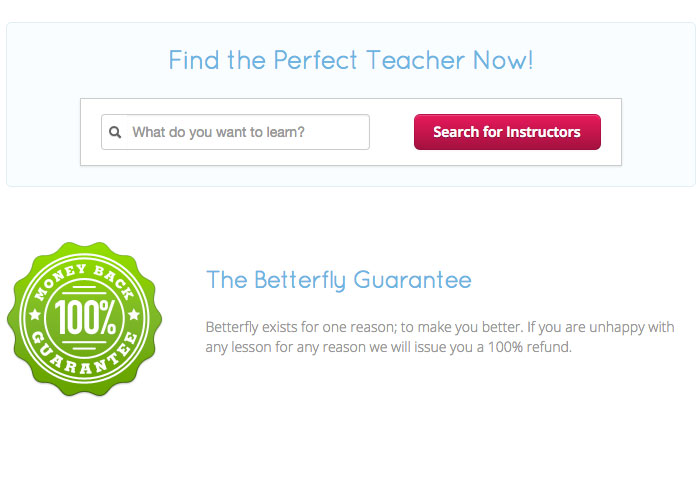 Find the Perfect Teacher Now!
What do you want to learn?
Search for Instructors
MONEY BACK
100%
GUARANTEE
The Betterfly Guarantee
Betterfly exists for one reason; to make you better. If you are unhappy with
any lesson for any reason we will issue you a 100% refund.